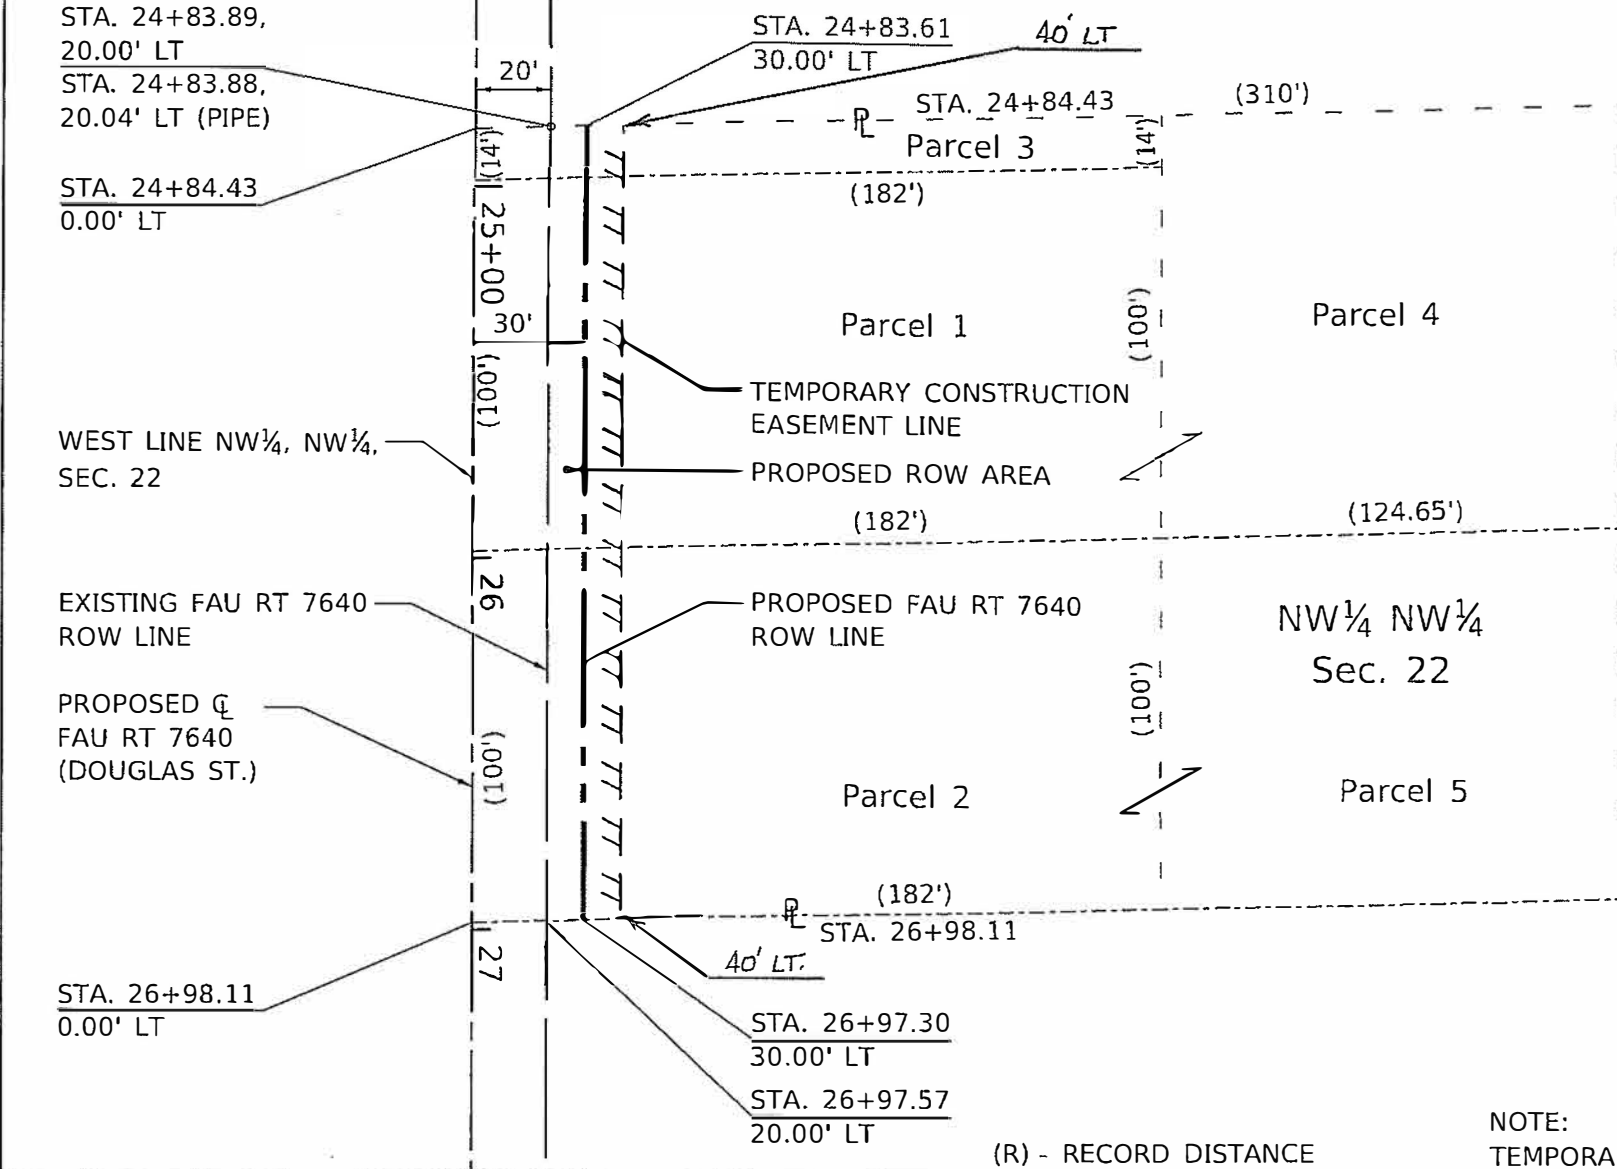 STA. 24+83.89,
20.00' LT
STA. 24+83.88,
20.04' LT (PIPE)
STA. 24+84.43
0.00' LT
20'
STA. 24+83.61
30.00' LT
40' LT
℄ STA. 24+84.43
(310')
(14')
Parcel 3
(14')
(182')
25+00
30'
Parcel 1
(100')
Parcel 4
(100')
TEMPORARY CONSTRUCTION
EASEMENT LINE
WEST LINE NW¼, NW¼,
SEC. 22
PROPOSED ROW AREA
(182')
(124.65')
26
EXISTING FAU RT 7640
ROW LINE
PROPOSED FAU RT 7640
ROW LINE
NW¼ NW¼
Sec. 22
PROPOSED ℄
FAU RT 7640
(DOUGLAS ST.)
(100')
(100')
Parcel 2
Parcel 5
(182')
PL
STA. 26+98.11
40' LT.
27
STA. 26+98.11
0.00' LT
STA. 26+97.30
30.00' LT
STA. 26+97.57
20.00' LT
(R) - RECORD DISTANCE
NOTE:
TEMPORA